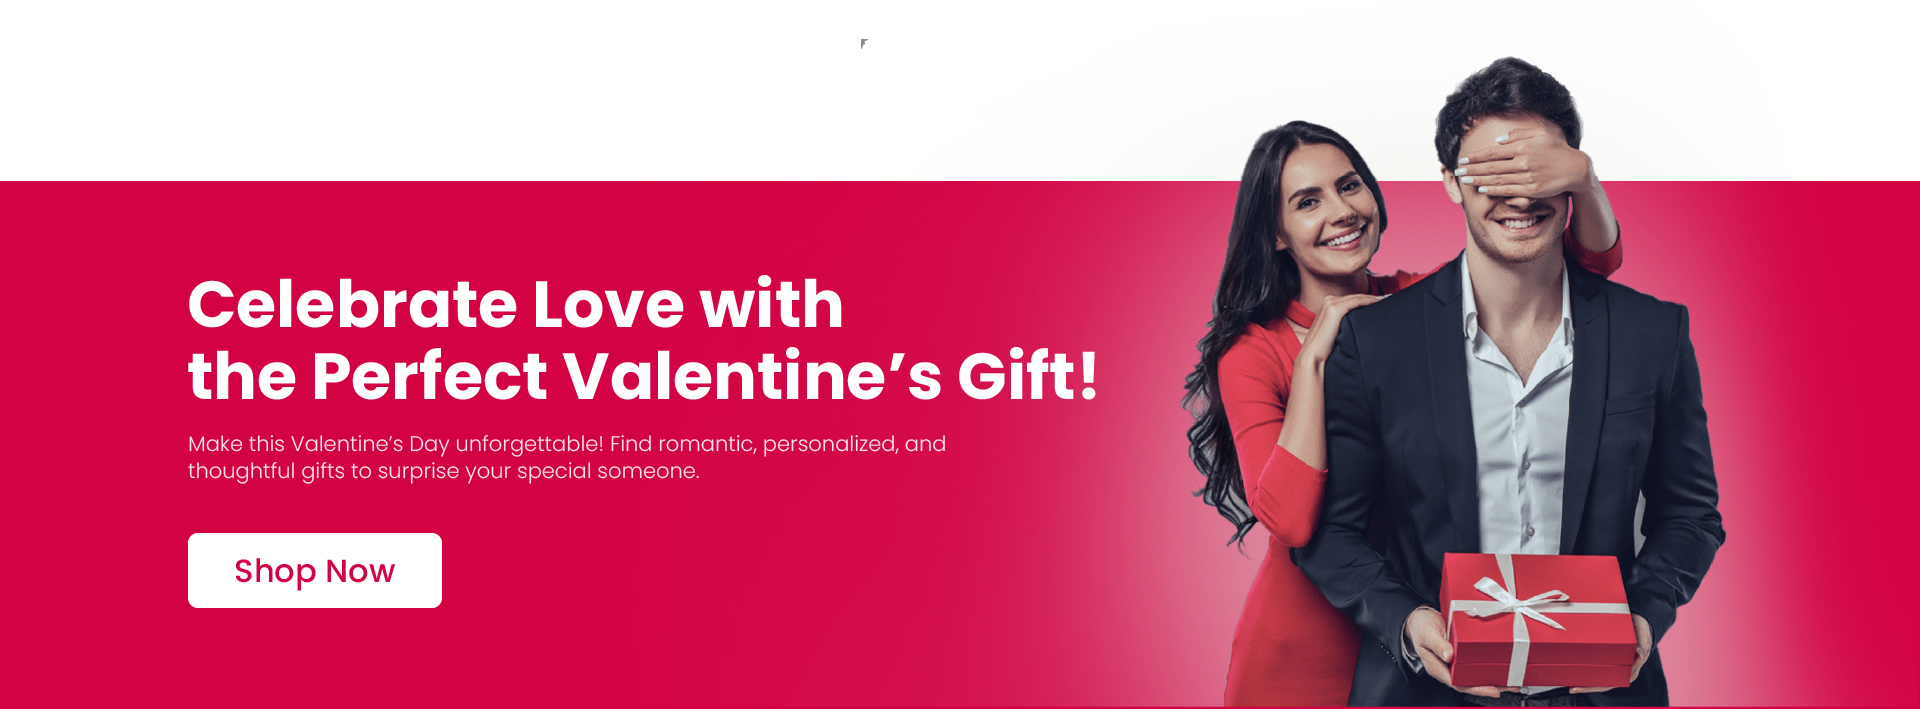 Celebrate Love with
the Perfect Valentine’s Gift!
Make this Valentine’s Day unforgettable! Find romantic, personalized, and
thoughtful gifts to surprise your special someone.
Shop Now